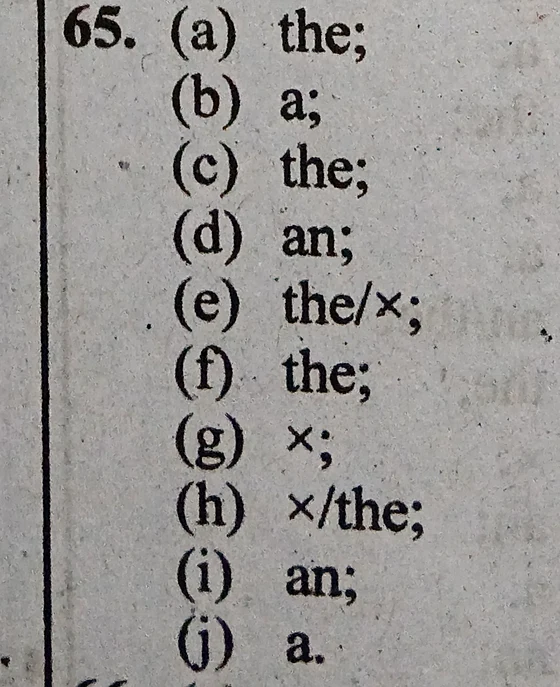 65. (a) the;
(b) a;
(c) the;
(d) an;
(e) the/×;
(f) the;
(g) ×;
(h) ×/the;
(i) an;
(j) a.